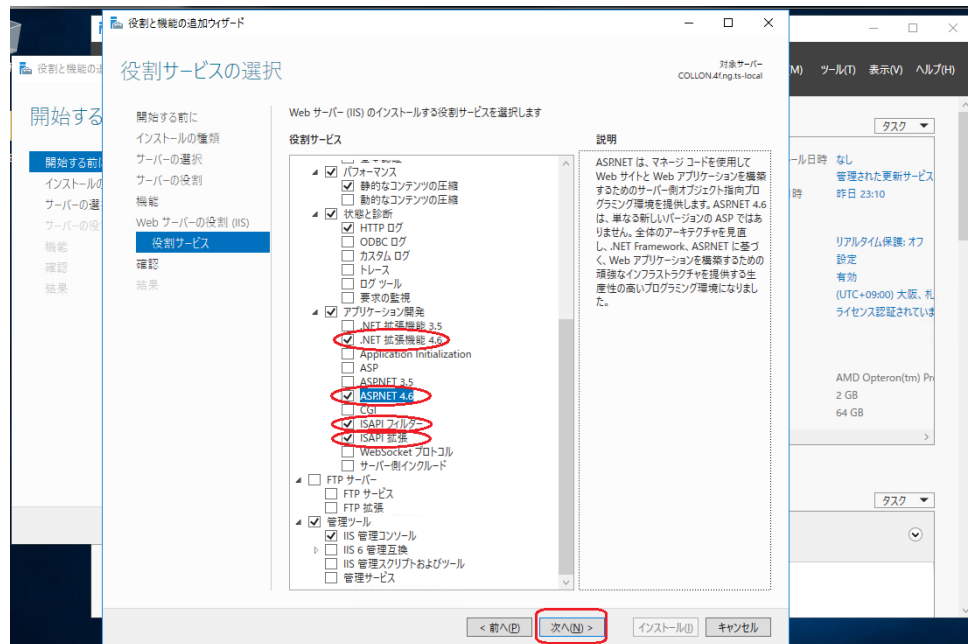 役割と機能の追加ウィザード
役割サービスの選択
対象サーバー
COLLON.4f.ng.ts-local
開始する前に
インストールの種類
サーバーの選択
サーバーの役割
機能
Web サーバーの役割 (IIS)
役割サービス
確認
結果
Web サーバー (IIS) のインストールする役割サービスを選択します
役割サービス
パフォーマンス
静的なコンテンツの圧縮
動的なコンテンツの圧縮
状態と診断
HTTP ログ
ODBC ログ
カスタム ログ
トレース
ログ ツール
要求の監視
アプリケーション開発
.NET 拡張機能 3.5
.NET 拡張機能 4.6
Application Initialization
ASP
ASP.NET 3.5
ASP.NET 4.6
CGI
ISAPI フィルター
ISAPI 拡張
WebSocket プロトコル
サーバー側インクルード
FTP サーバー
FTP サービス
FTP 拡張
管理ツール
IIS 管理コンソール
IIS 6 管理互換
IIS 管理スクリプトおよびツール
管理サービス
説明
ASP.NET は、マネージ コードを使用して
Web サイトと Web アプリケーションを構築
するためのサーバー側オブジェクト指向プロ
グラミング環境を提供します。ASP.NET 4.6
は、単なる新しいバージョンの ASP ではあ
りません。全体のアーキテクチャを見直
し、.NET Framework、ASP.NET に基づ
く、Web アプリケーションを構築するための
頑強なインフラストラクチャを提供する生
産性の高いプログラミング環境になりまし
た。
< 前へ(P)
次へ(N) >
インストール(I)
キャンセル
役割と機能の追
開始する
開始する前に
インストールの
サーバーの選
サーバーの役
機能
確認
結果
M)
ツール(T)
表示(V)
ヘルプ(H)
タスク
ール日時
なし
管理された更新サービス
時
昨日 23:10
リアルタイム保護: オフ
設定
有効
(UTC+09:00) 大阪、札
ライセンス認証されていま
AMD Opteron(tm) Pr
2 GB
64 GB
タスク